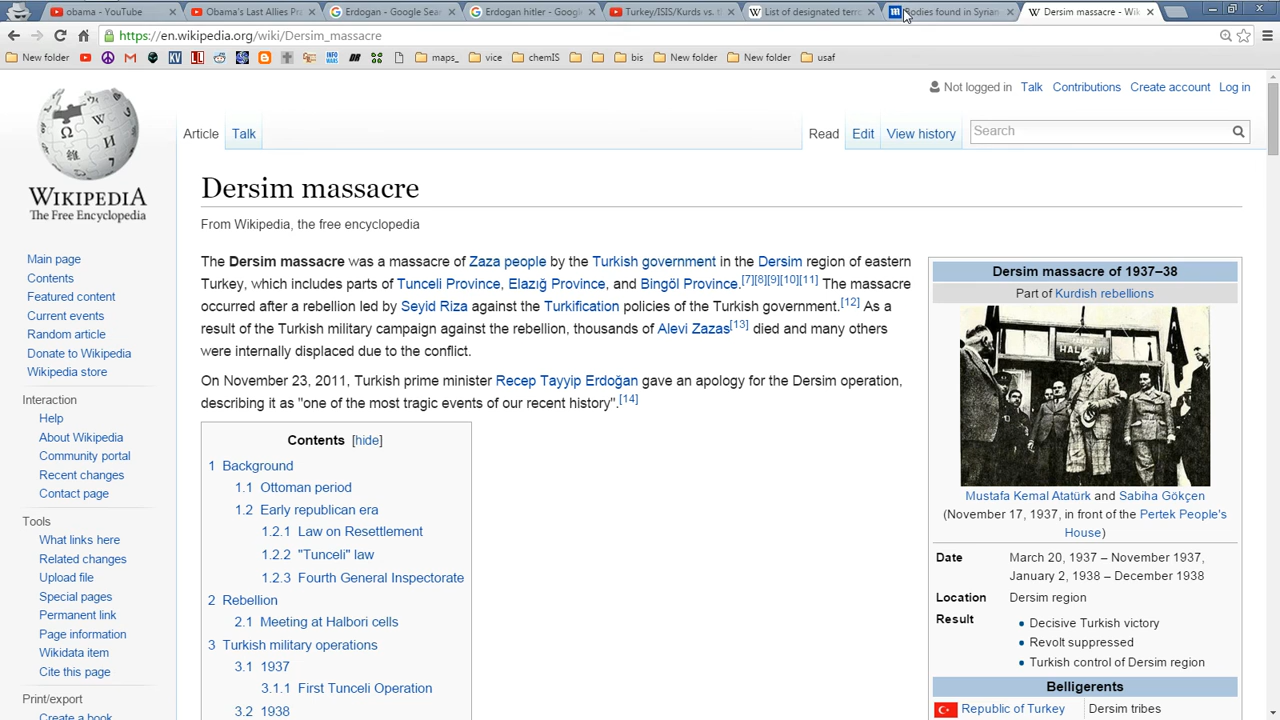 obama - YouTube
Obama's Last Allies Pra
Erdogan - Google Sear
Erdogan hitler - Googl
Turkey/ISIS/Kurds vs. t
List of designated terro
Bodies found in Syrian
Dersim massacre - Wik
https://en.wikipedia.org/wiki/Dersim_massacre
New folder
KV
LL
INFO WARS
maps_
vice
chemIS
bis
New folder
New folder
usaf
Not logged in Talk Contributions Create account Log in
Article Talk
Read Edit View history
Search
WIKIPEDIA
The Free Encyclopedia
Main page
Contents
Featured content
Current events
Random article
Donate to Wikipedia
Wikipedia store
Interaction
Help
About Wikipedia
Community portal
Recent changes
Contact page
Tools
What links here
Related changes
Upload file
Special pages
Permanent link
Page information
Wikidata item
Cite this page
Print/export
Create a book
Dersim massacre
From Wikipedia, the free encyclopedia
The Dersim massacre was a massacre of Zaza people by the Turkish government in the Dersim region of eastern
Turkey, which includes parts of Tunceli Province, Elazığ Province, and Bingöl Province.[7][8][9][10][11] The massacre
occurred after a rebellion led by Seyid Riza against the Turkification policies of the Turkish government.[12] As a
result of the Turkish military campaign against the rebellion, thousands of Alevi Zazas[13] died and many others
were internally displaced due to the conflict.
On November 23, 2011, Turkish prime minister Recep Tayyip Erdoğan gave an apology for the Dersim operation,
describing it as "one of the most tragic events of our recent history".[14]
Contents [hide]
1 Background
1.1 Ottoman period
1.2 Early republican era
1.2.1 Law on Resettlement
1.2.2 "Tunceli" law
1.2.3 Fourth General Inspectorate
2 Rebellion
2.1 Meeting at Halbori cells
3 Turkish military operations
3.1 1937
3.1.1 First Tunceli Operation
3.2 1938
Dersim massacre of 1937–38
Part of Kurdish rebellions
HALKEVİ
Mustafa Kemal Atatürk and Sabiha Gökçen
(November 17, 1937, in front of the Pertek People's
House)
Date March 20, 1937 – November 1937,
January 2, 1938 – December 1938
Location Dersim region
Result
• Decisive Turkish victory
• Revolt suppressed
• Turkish control of Dersim region
Belligerents
Republic of Turkey Dersim tribes